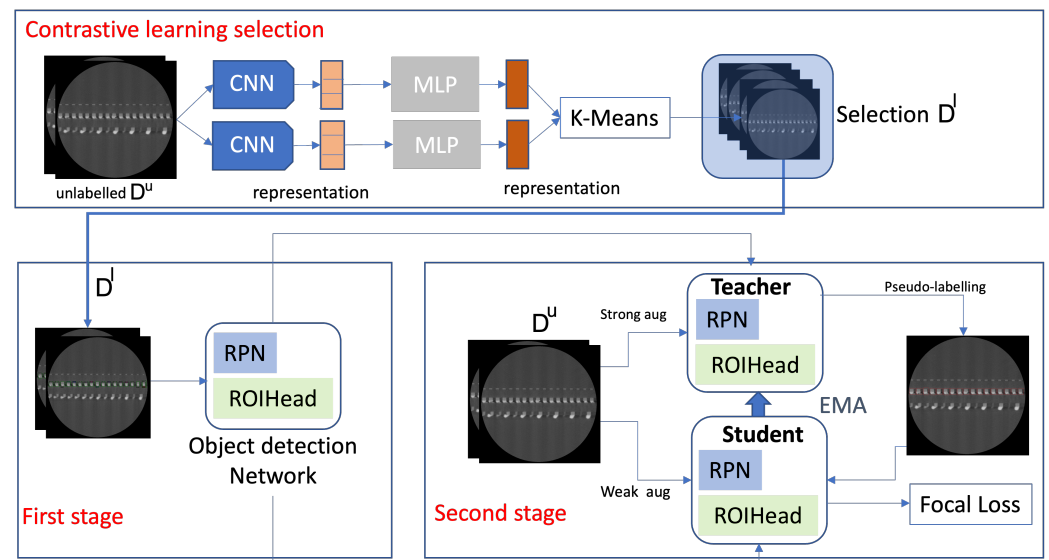 Contrastive learning selection
CNN
MLP
CNN
MLP
K-Means
Selection D^l
unlabelled D^u
representation
representation
D^l
RPN
ROIHead
Object detection
Network
First stage
D^u
Strong aug
Weak aug
Teacher
RPN
ROIHead
EMA
Student
RPN
ROIHead
Pseudo-labelling
Focal Loss
Second stage